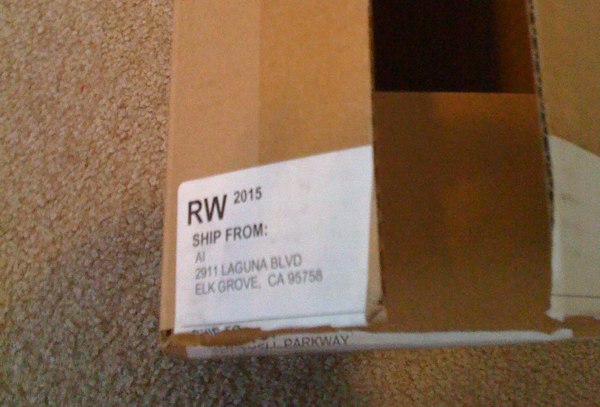 RW 2015
SHIP FROM:
AI
2911 LAGUNA BLVD
ELK GROVE, CA 95758
PARKWAY